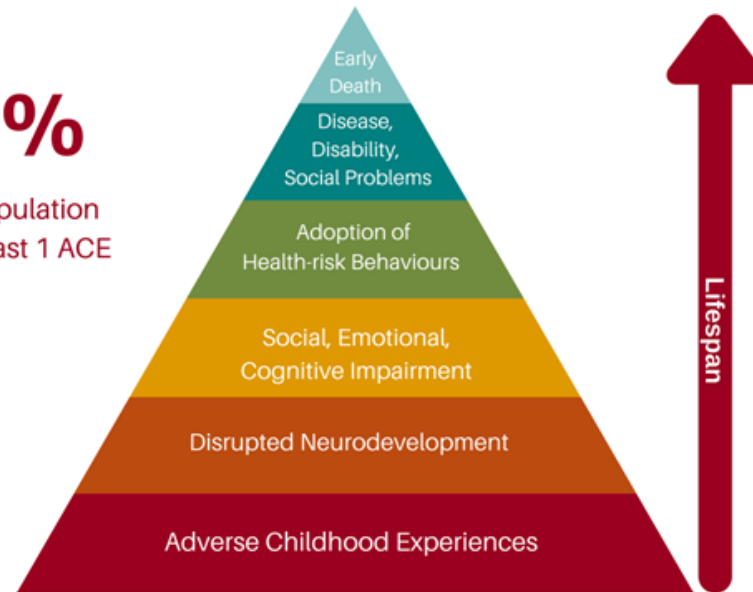 Early
Death
%
Disease,
Disability,
Social Problems
pulation
ast 1 ACE
Adoption of
Health-risk Behaviours
Lifespan
Social, Emotional,
Cognitive Impairment
Disrupted Neurodevelopment
Adverse Childhood Experiences